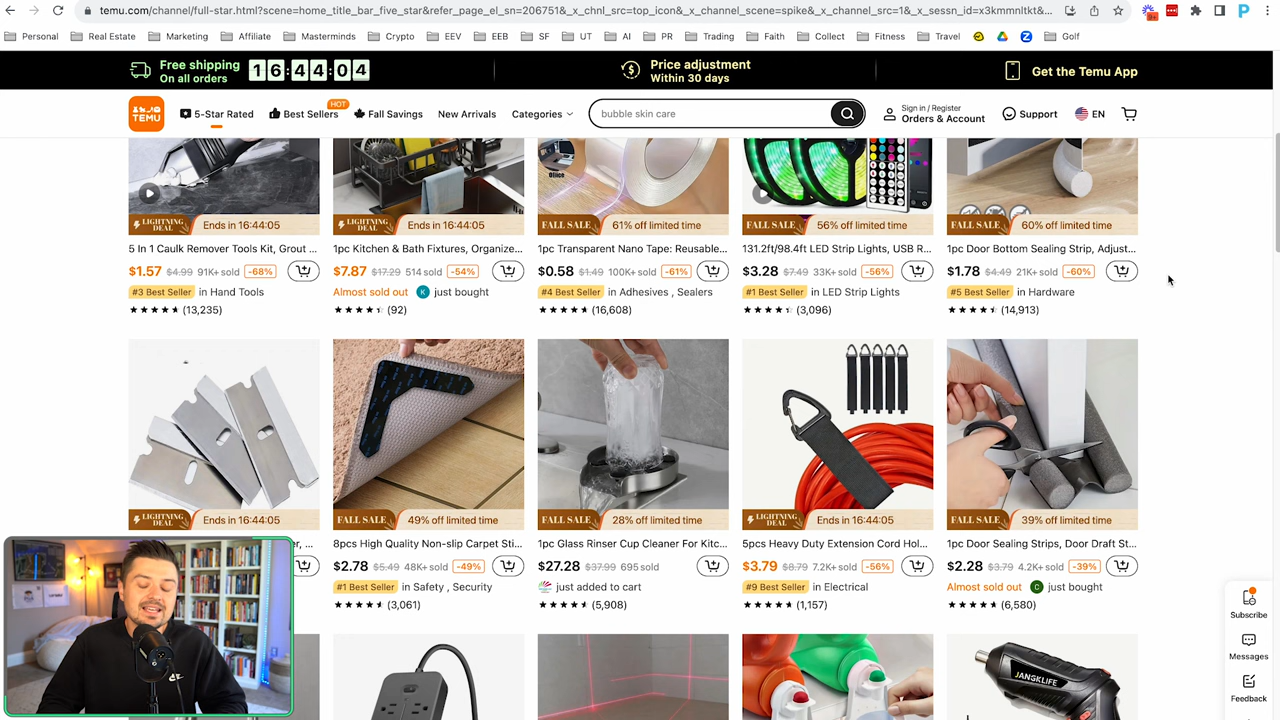 temu.com/channel/full-star.html?scene=home_title_bar_five_star&refer_page_el_sn=206751&_x_chnl_src=top_icon&_x_channel_scene=spike&_x_channel_src=1&_x_sessn_id=x3kmmnltkt&...
9+
Personal
Real Estate
Marketing
Affiliate
Masterminds
Crypto
EEV
EEB
SF
UT
AI
PR
Trading
Faith
Collect
Fitness
Travel
Golf
Free shipping
On all orders
16:44:04
Price adjustment
Within 30 days
Get the Temu App
TEMU
5-Star Rated
Best Sellers
HOT
Fall Savings
New Arrivals
Categories
bubble skin care
Sign in / Register
Orders & Account
Support
EN
Office
LIGHTNING DEAL Ends in 16:44:05
LIGHTNING DEAL Ends in 16:44:05
FALL SALE 61% off limited time
FALL SALE 56% off limited time
FALL SALE 60% off limited time
5 In 1 Caulk Remover Tools Kit, Grout ...
1pc Kitchen & Bath Fixtures, Organize...
1pc Transparent Nano Tape: Reusable...
131.2ft/98.4ft LED Strip Lights, USB R...
1pc Door Bottom Sealing Strip, Adjust...
$1.57 $4.99 91K+ sold -68%
$7.87 $17.29 514 sold -54%
$0.58 $1.49 100K+ sold -61%
$3.28 $7.49 33K+ sold -56%
$1.78 $4.49 21K+ sold -60%
#3 Best Seller in Hand Tools
Almost sold out K just bought
#4 Best Seller in Adhesives , Sealers
#1 Best Seller in LED Strip Lights
#5 Best Seller in Hardware
(13,235)
(92)
(16,608)
(3,096)
(14,913)
LIGHTNING DEAL Ends in 16:44:05
FALL SALE 49% off limited time
FALL SALE 28% off limited time
LIGHTNING DEAL Ends in 16:44:05
FALL SALE 39% off limited time
8pcs High Quality Non-slip Carpet Sti...
1pc Glass Rinser Cup Cleaner For Kitc...
5pcs Heavy Duty Extension Cord Hol...
1pc Door Sealing Strips, Door Draft St...
$2.78 $5.49 48K+ sold -49%
$27.28 $37.99 695 sold
$3.79 $8.79 7.2K+ sold -56%
$2.28 $3.79 4.2K+ sold -39%
#1 Best Seller in Safety , Security
just added to cart
#9 Best Seller in Electrical
Almost sold out C just bought
(3,061)
(5,908)
(1,157)
(6,580)
JANGKLIFE
Subscribe
Messages
Feedback